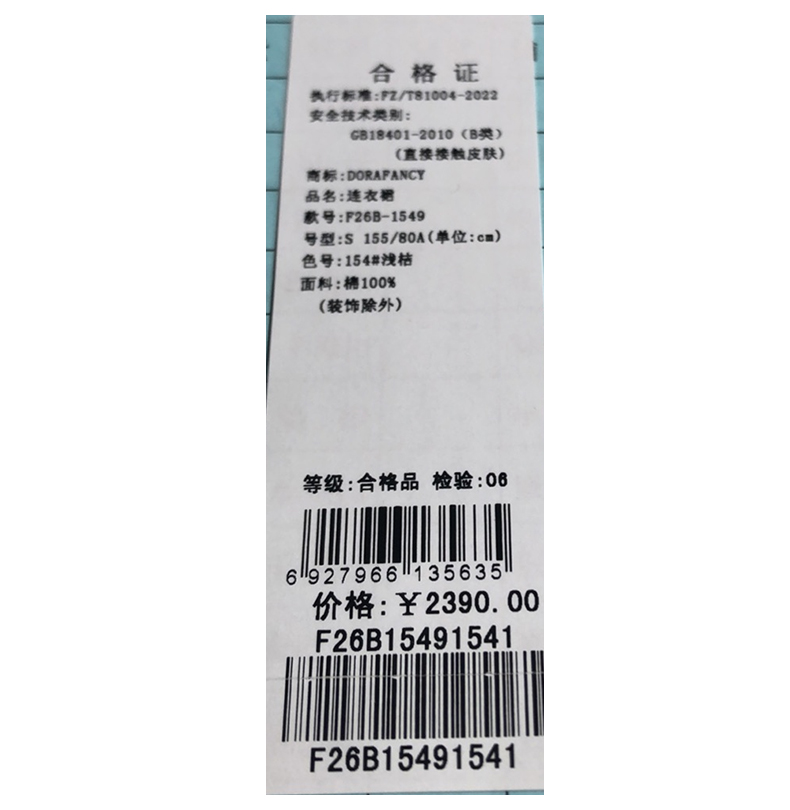 合格证
执行标准:FZ/T81004-2022
安全技术类别:
GB18401-2010（B类）
(直接接触皮肤)
商标:DORAFANCY
品名:连衣裙
款号:F26B-1549
号型:S 155/80A(单位:cm)
色号:154#浅桔
面料:棉100%
(装饰除外)
等级:合格品 检验:06
6 927966 135635
价格:￥2390.00
F26B15491541
F26B15491541